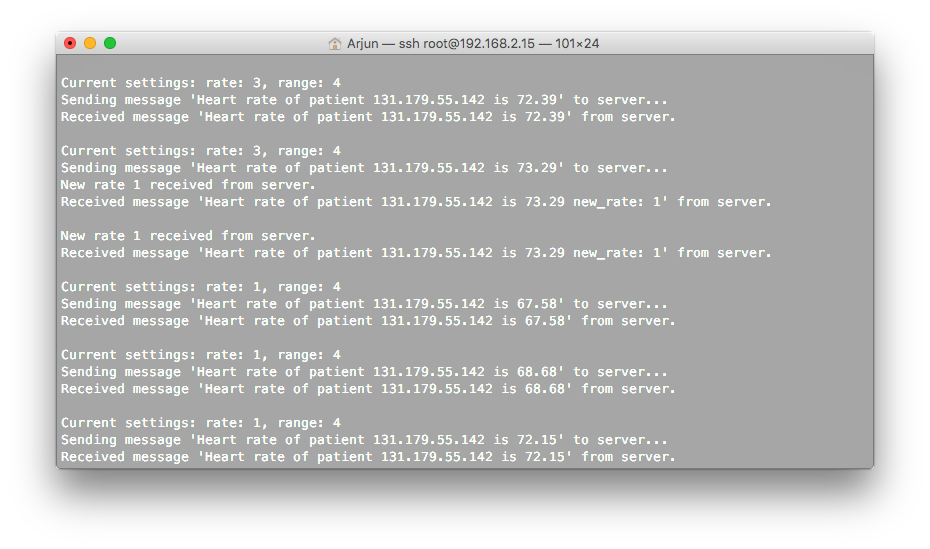 Arjun — ssh root@192.168.2.15 — 101×24
Current settings: rate: 3, range: 4
Sending message 'Heart rate of patient 131.179.55.142 is 72.39' to server...
Received message 'Heart rate of patient 131.179.55.142 is 72.39' from server.
Current settings: rate: 3, range: 4
Sending message 'Heart rate of patient 131.179.55.142 is 73.29' to server...
New rate 1 received from server.
Received message 'Heart rate of patient 131.179.55.142 is 73.29 new_rate: 1' from server.
New rate 1 received from server.
Received message 'Heart rate of patient 131.179.55.142 is 73.29 new_rate: 1' from server.
Current settings: rate: 1, range: 4
Sending message 'Heart rate of patient 131.179.55.142 is 67.58' to server...
Received message 'Heart rate of patient 131.179.55.142 is 67.58' from server.
Current settings: rate: 1, range: 4
Sending message 'Heart rate of patient 131.179.55.142 is 68.68' to server...
Received message 'Heart rate of patient 131.179.55.142 is 68.68' from server.
Current settings: rate: 1, range: 4
Sending message 'Heart rate of patient 131.179.55.142 is 72.15' to server...
Received message 'Heart rate of patient 131.179.55.142 is 72.15' from server.